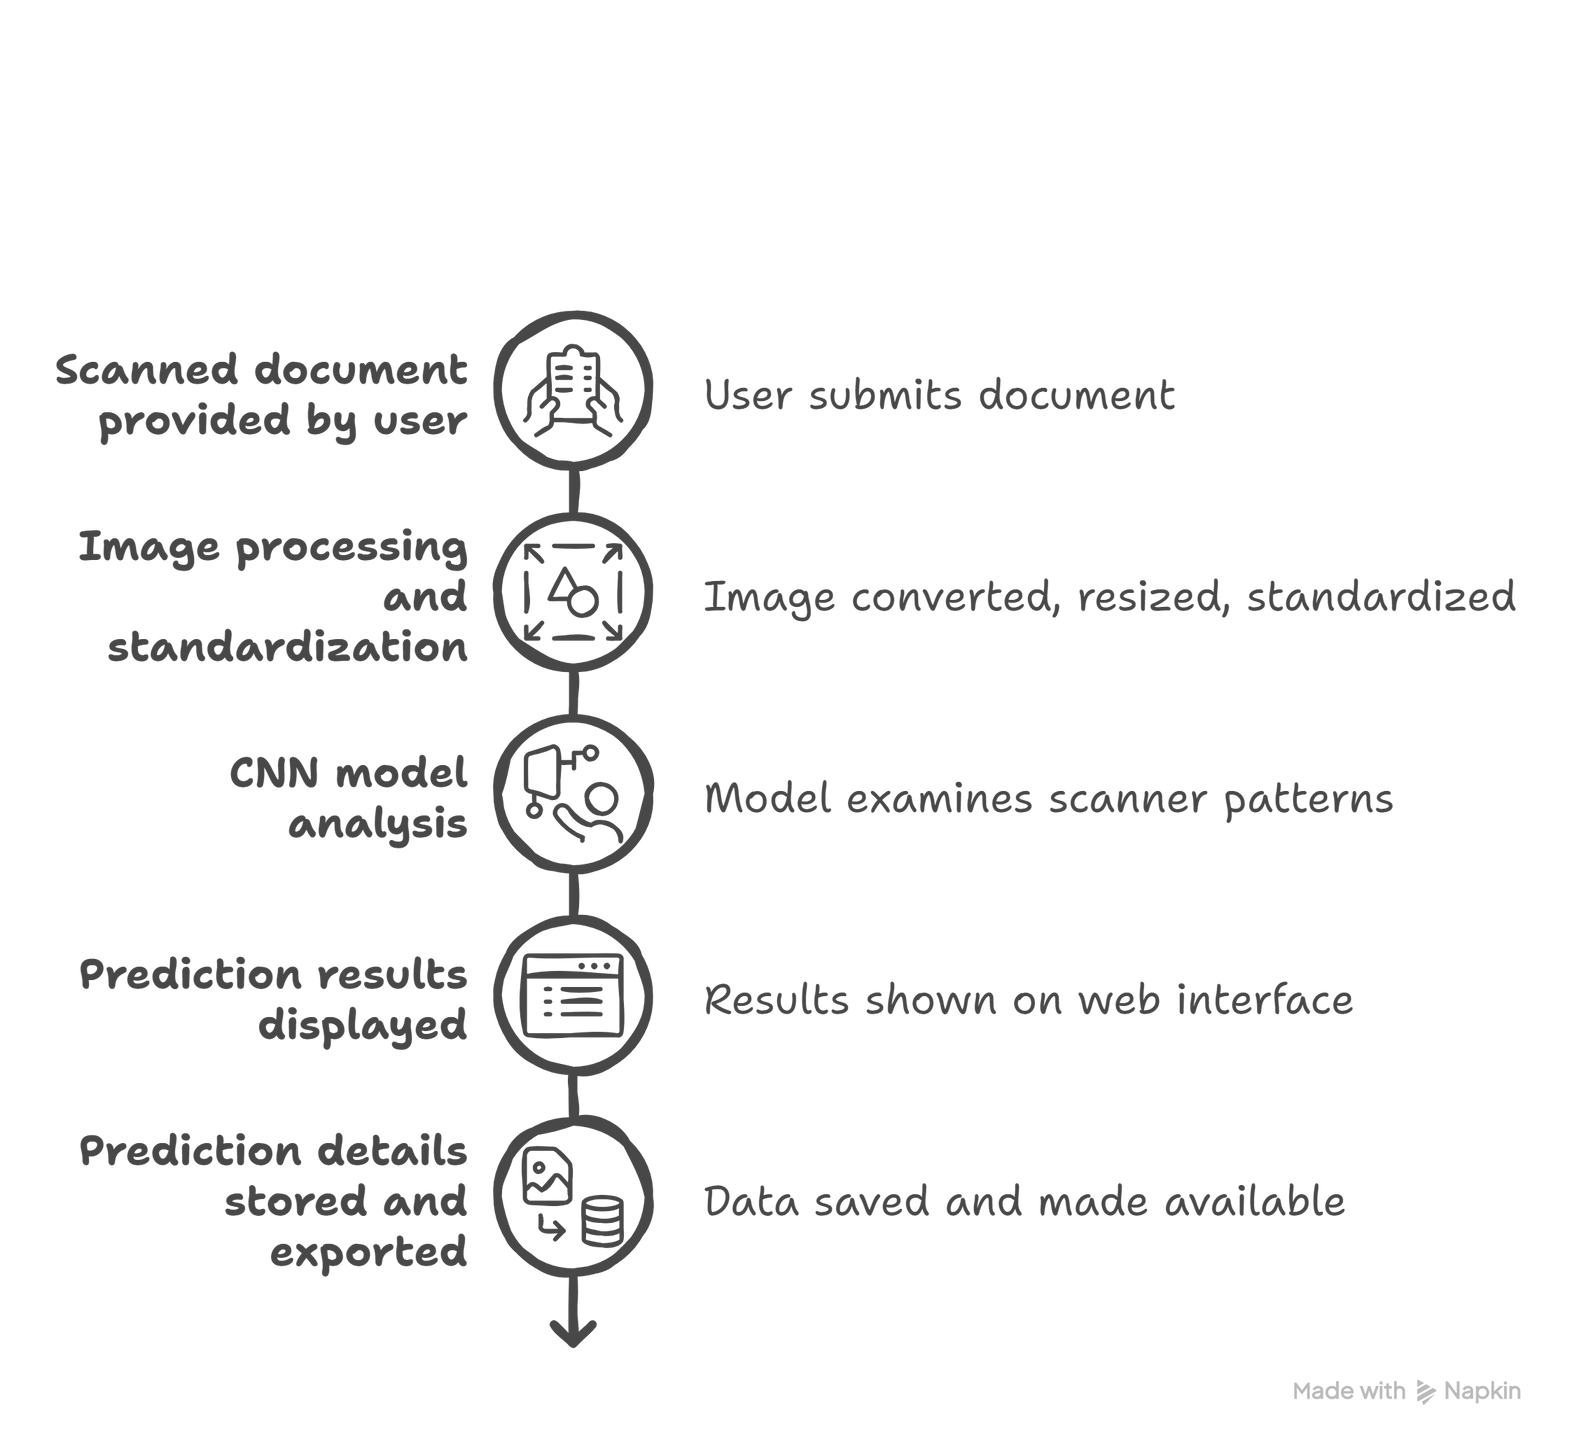 Scanned document
provided by user
User submits document
Image processing
and
standardization
Image converted, resized, standardized
CNN model
analysis
Model examines scanner patterns
Prediction results
displayed
Results shown on web interface
Prediction details
stored and
exported
Data saved and made available
Made with Napkin